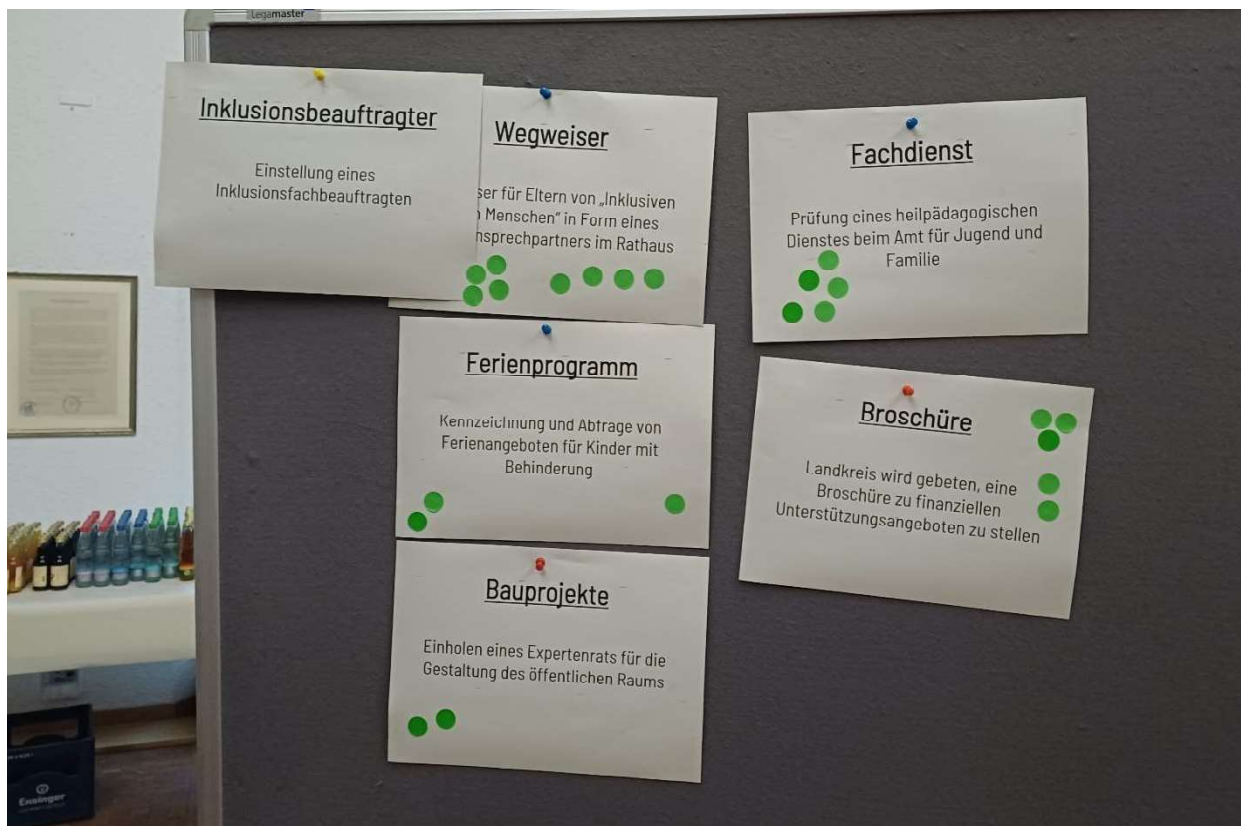 Legamaster
Inklusionsbeauftragter
Einstellung eines
Inklusionsfachbeauftragten
Wegweiser
ser für Eltern von „Inklusiven
n Menschen“ in Form eines
nsprechpartners im Rathaus
Fachdienst
Prüfung eines heilpädagogischen
Dienstes beim Amt für Jugend und
Familie
Ferienprogramm
Kennzeichnung und Abfrage von
Ferienangeboten für Kinder mit
Behinderung
Broschüre
Landkreis wird gebeten, eine
Broschüre zu finanziellen
Unterstützungsangeboten zu stellen
Bauprojekte
Einholen eines Expertenrats für die
Gestaltung des öffentlichen Raums
Ensinger